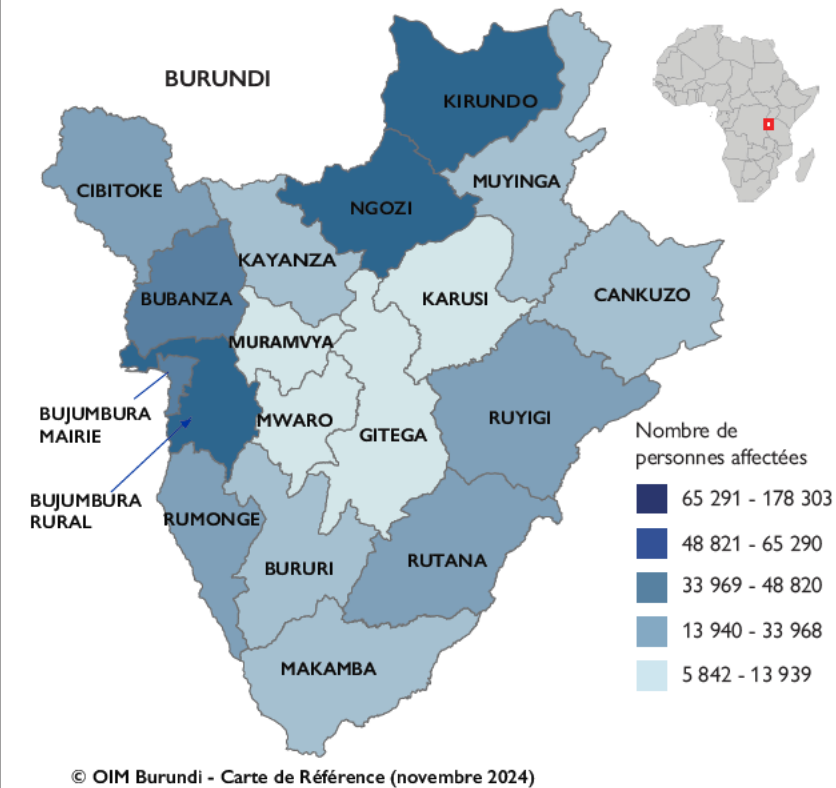 BURUNDI
KIRUNDO
CIBITOKE
MUYINGA
NGOZI
KAYANZA
BUBANZA
KARUSI
CANKUZO
MURAMVYA
BUJUMBURA
MAIRIE
MWARO
GITEGA
RUYIGI
BUJUMBURA
RURAL
RUMONGE
BURURI
RUTANA
MAKAMBA
Nombre de
personnes affectées
65 291 - 178 303
48 821 - 65 290
33 969 - 48 820
13 940 - 33 968
5 842 - 13 939
© OIM Burundi - Carte de Référence (novembre 2024)